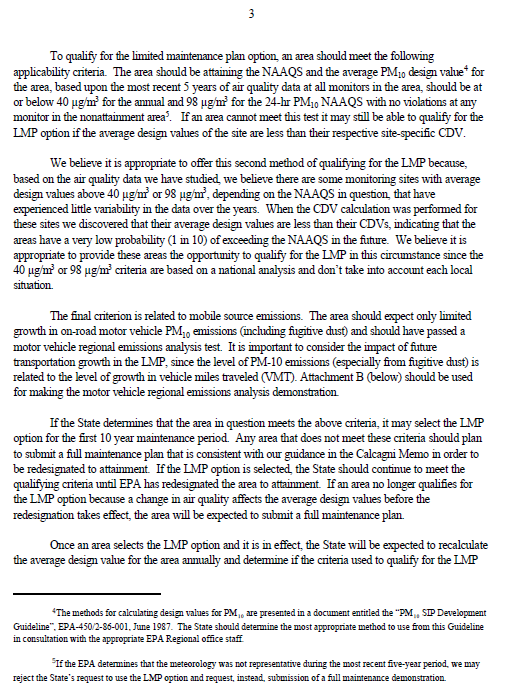 3
To qualify for the limited maintenance plan option, an area should meet the following
applicability criteria. The area should be attaining the NAAQS and the average PM10 design value4 for
the area, based upon the most recent 5 years of air quality data at all monitors in the area, should be at
or below 40 μg/m3 for the annual and 98 μg/m3 for the 24-hr PM10 NAAQS with no violations at any
monitor in the nonattainment area5. If an area cannot meet this test it may still be able to qualify for the
LMP option if the average design values of the site are less than their respective site-specific CDV.
We believe it is appropriate to offer this second method of qualifying for the LMP because,
based on the air quality data we have studied, we believe there are some monitoring sites with average
design values above 40 μg/m3 or 98 μg/m3, depending on the NAAQS in question, that have
experienced little variability in the data over the years. When the CDV calculation was performed for
these sites we discovered that their average design values are less than their CDVs, indicating that the
areas have a very low probability (1 in 10) of exceeding the NAAQS in the future. We believe it is
appropriate to provide these areas the opportunity to qualify for the LMP in this circumstance since the
40 μg/m3 or 98 μg/m3 criteria are based on a national analysis and don't take into account each local
situation.
The final criterion is related to mobile source emissions. The area should expect only limited
growth in on-road motor vehicle PM10 emissions (including fugitive dust) and should have passed a
motor vehicle regional emissions analysis test. It is important to consider the impact of future
transportation growth in the LMP, since the level of PM-10 emissions (especially from fugitive dust) is
related to the level of growth in vehicle miles traveled (VMT). Attachment B (below) should be used
for making the motor vehicle regional emissions analysis demonstration.
If the State determines that the area in question meets the above criteria, it may select the LMP
option for the first 10 year maintenance period. Any area that does not meet these criteria should plan
to submit a full maintenance plan that is consistent with our guidance in the Calcagni Memo in order to
be redesignated to attainment. If the LMP option is selected, the State should continue to meet the
qualifying criteria until EPA has redesignated the area to attainment. If an area no longer qualifies for
the LMP option because a change in air quality affects the average design values before the
redesignation takes effect, the area will be expected to submit a full maintenance plan.
Once an area selects the LMP option and it is in effect, the State will be expected to recalculate
the average design value for the area annually and determine if the criteria used to qualify for the LMP
4The methods for calculating design values for PM10 are presented in a document entitled the "PM10 SIP Development
Guideline", EPA-450/2-86-001, June 1987. The State should determine the most appropriate method to use from this Guideline
in consultation with the appropriate EPA Regional office staff.
5If the EPA determines that the meteorology was not representative during the most recent five-year period, we may
reject the State's request to use the LMP option and request, instead, submission of a full maintenance demonstration.